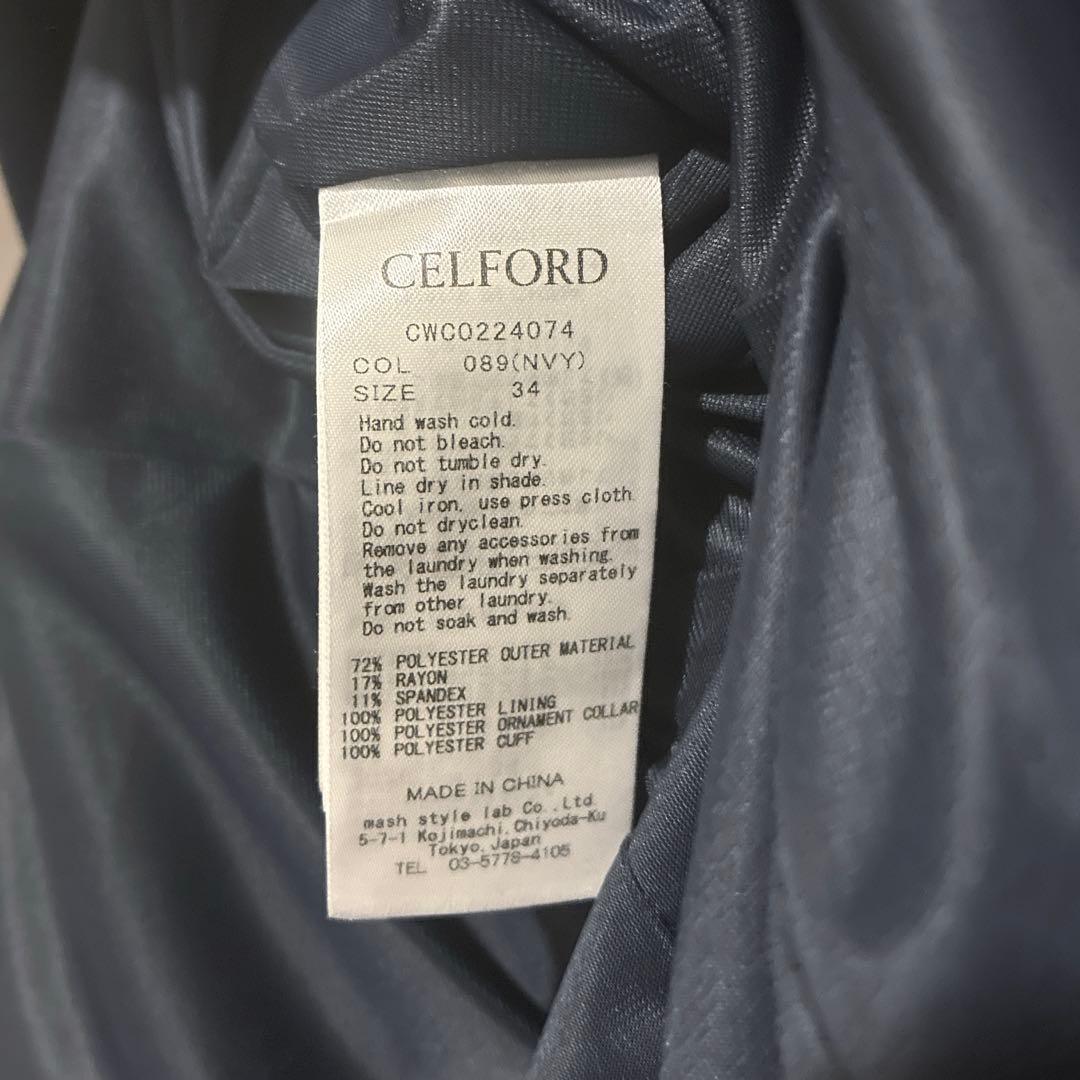 CELFORD
CWCO224074
COL 089(NVY)
SIZE 34
Hand wash cold.
Do not bleach.
Do not tumble dry.
Line dry in shade.
Cool iron, use press cloth
Do not dryclean.
Remove any accessories from
the laundry when washing.
Wash the laundry separately
from other laundry.
Do not soak and wash.
72% POLYESTER OUTER MATERIAL
17% RAYON
11% SPANDEX
100% POLYESTER LINING
100% POLYESTER ORNAMENT COLLAR
100% POLYESTER CUFF
MADE IN CHINA
mash style lab Co.,Ltd
5-7-1 Kojimachi,Chiyoda-Ku
Tokyo,Japan
TEL 03-5778-4105